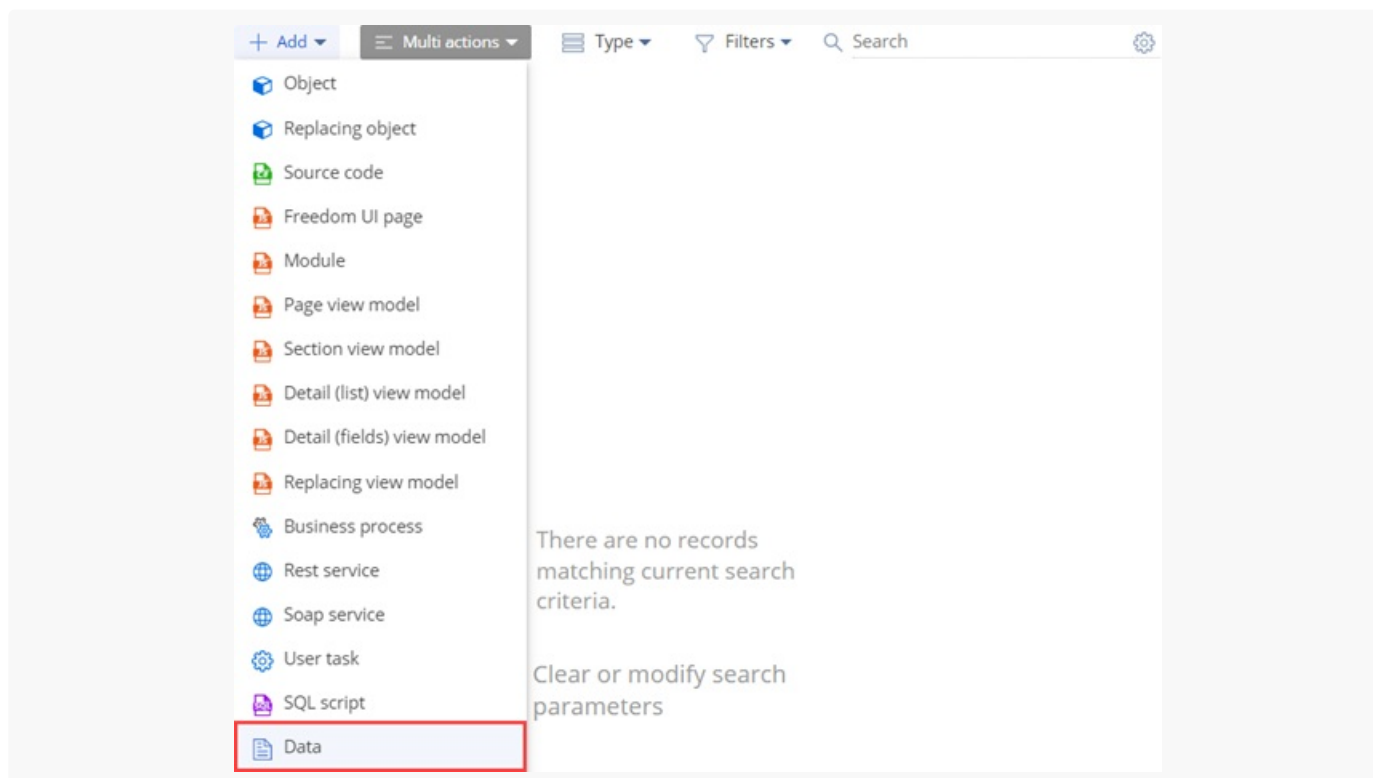 Add
Multi actions
Type
Filters
Search
Object
Replacing object
Source code
Freedom UI page
Module
Page view model
Section view model
Detail (list) view model
Detail (fields) view model
Replacing view model
Business process
Rest service
Soap service
User task
SQL script
Data
There are no records
matching current search
criteria.
Clear or modify search
parameters